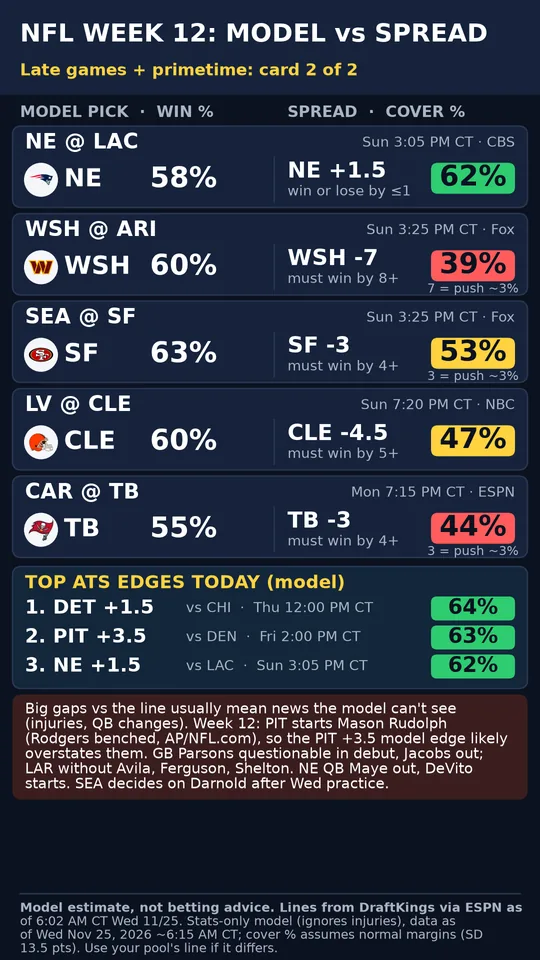 NFL WEEK 12: MODEL vs SPREAD
Late games + primetime: card 2 of 2
MODEL PICK · WIN % SPREAD · COVER %
NE @ LAC Sun 3:05 PM CT · CBS
NE 58% NE +1.5 62%
win or lose by ≤1
WSH @ ARI Sun 3:25 PM CT · Fox
W WSH 60% WSH -7 39%
must win by 8+
7 = push ~3%
SEA @ SF Sun 3:25 PM CT · Fox
SF SF 63% SF -3 53%
must win by 4+
3 = push ~3%
LV @ CLE Sun 7:20 PM CT · NBC
CLE 60% CLE -4.5 47%
must win by 5+
CAR @ TB Mon 7:15 PM CT · ESPN
TB 55% TB -3 44%
must win by 4+
3 = push ~3%
TOP ATS EDGES TODAY (model)
1. DET +1.5 vs CHI · Thu 12:00 PM CT 64%
2. PIT +3.5 vs DEN · Fri 2:00 PM CT 63%
3. NE +1.5 vs LAC · Sun 3:05 PM CT 62%
Big gaps vs the line usually mean news the model can't see
(injuries, QB changes). Week 12: PIT starts Mason Rudolph
(Rodgers benched, AP/NFL.com), so the PIT +3.5 model edge likely
overstates them. GB Parsons questionable in debut, Jacobs out;
LAR without Avila, Ferguson, Shelton. NE QB Maye out, DeVito
starts. SEA decides on Darnold after Wed practice.
Model estimate, not betting advice. Lines from DraftKings via ESPN as
of 6:02 AM CT Wed 11/25. Stats-only model (ignores injuries), data as
of Wed Nov 25, 2026 ~6:15 AM CT; cover % assumes normal margins (SD
13.5 pts). Use your pool's line if it differs.